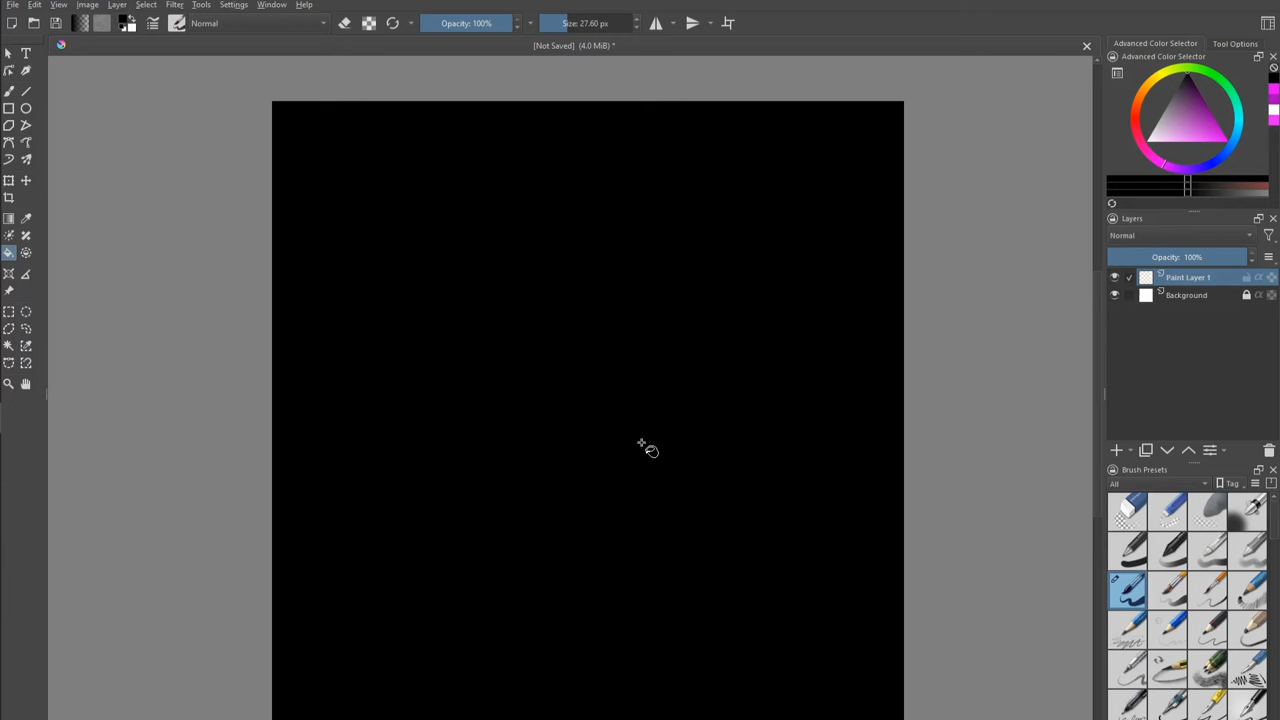 File Edit View Image Layer Select Filter Tools Settings Window Help
Normal Opacity: 100% Size: 27.60 px
[Not Saved] (4.0 MiB) *
Advanced Color Selector Tool Options
Advanced Color Selector
Layers
Normal
Opacity: 100%
Paint Layer 1
Background
Brush Presets
All Tag